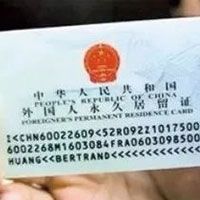 中华人民共和国
PEOPLE'S REPUBLIC OF CHINA
外国人永久居留证
FOREIGNER'S PERMANENT RESIDENCE CARD
I<CHN60022609<52R092Z1017500
6002268M1603084FRA0603098500
HUANG<<BERTRAND<<<<<<<<<<<<<